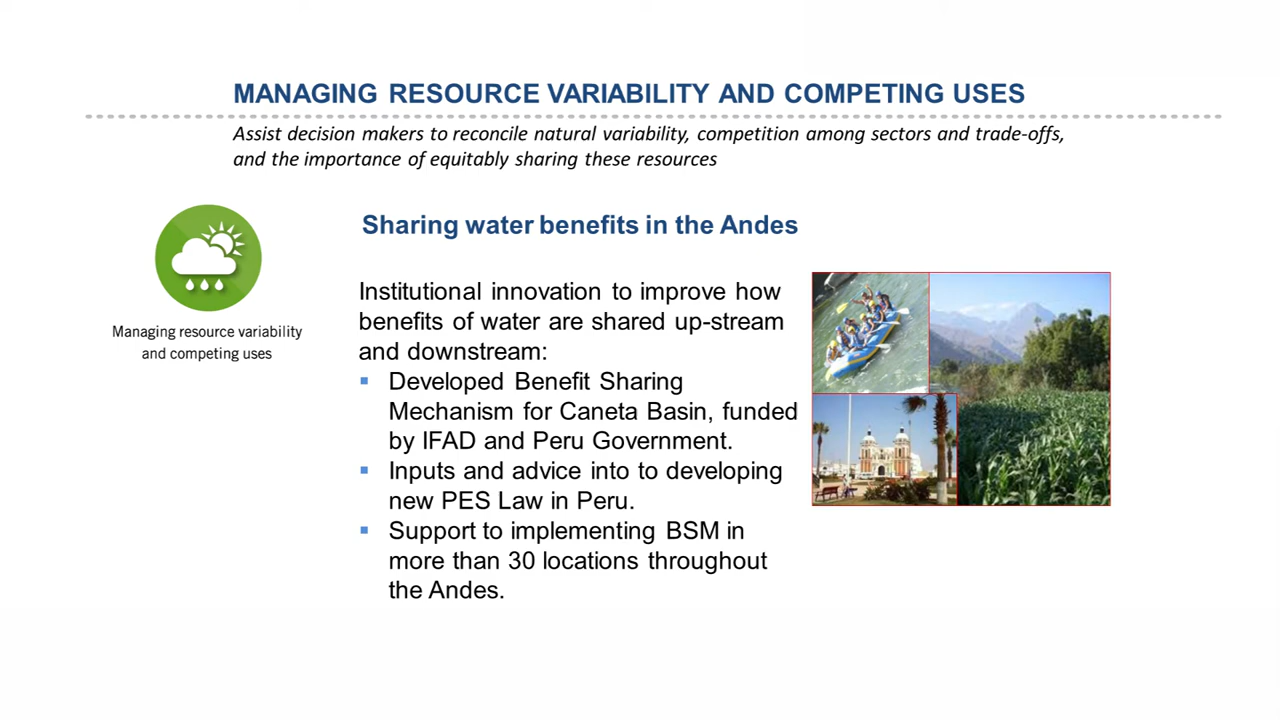 MANAGING RESOURCE VARIABILITY AND COMPETING USES
Assist decision makers to reconcile natural variability, competition among sectors and trade-offs,
and the importance of equitably sharing these resources
Managing resource variability
and competing uses
Sharing water benefits in the Andes
Institutional innovation to improve how
benefits of water are shared up-stream
and downstream:
▪ Developed Benefit Sharing
Mechanism for Caneta Basin, funded
by IFAD and Peru Government.
▪ Inputs and advice into to developing
new PES Law in Peru.
▪ Support to implementing BSM in
more than 30 locations throughout
the Andes.